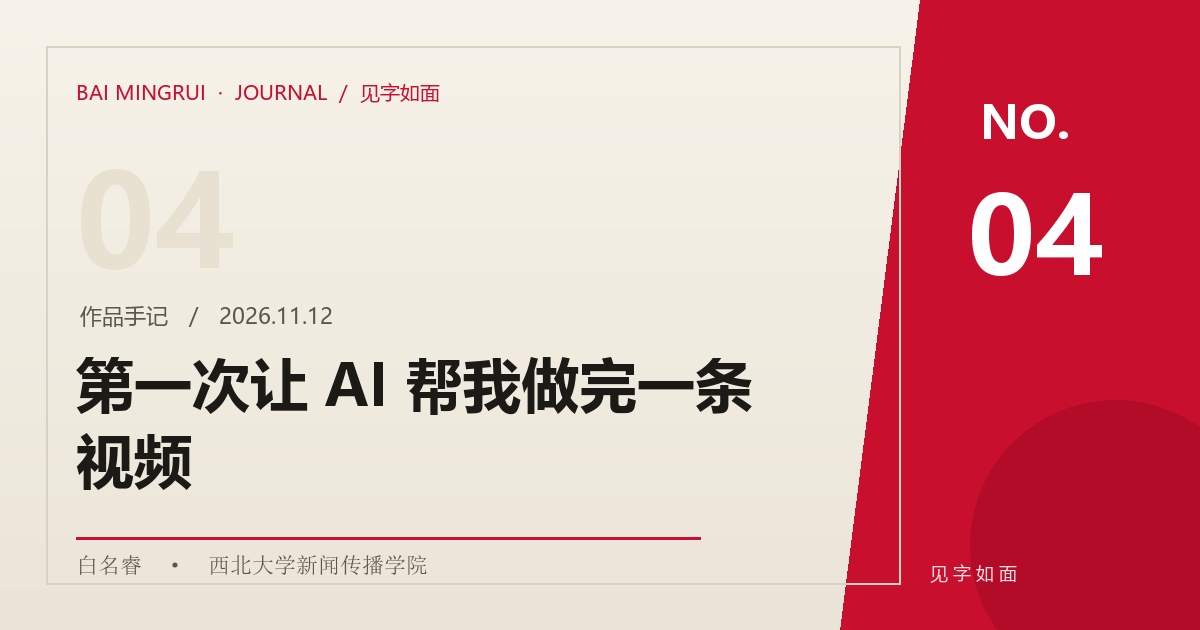 BAI MINGRUI · JOURNAL / 见字如面
04
作品手记 / 2026.11.12
第一次让 AI 帮我做完一条
视频
白名睿 • 西北大学新闻传播学院
NO.
04
见字如面